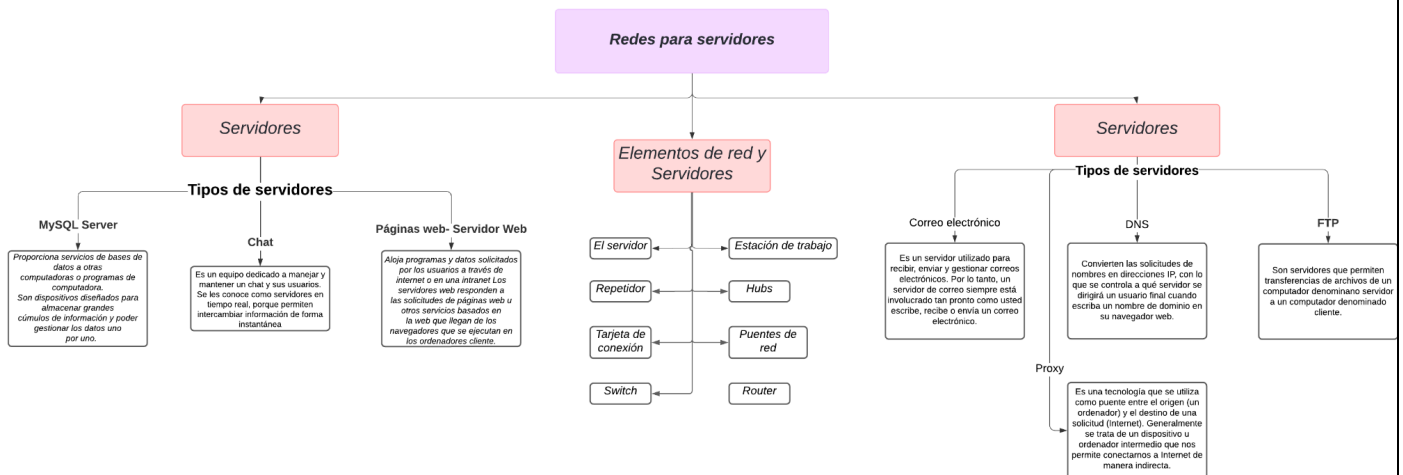 Redes para servidores
Servidores
Tipos de servidores
MySQL Server
Proporciona servicios de bases de
datos a otras
computadoras o programas de
computadora.
Son dispositivos diseñados para
almacenar grandes
cúmulos de información y poder
gestionar los datos uno
por uno.
Chat
Es un equipo dedicado a manejar y
mantener un chat y sus usuarios.
Se les conoce como servidores en
tiempo real, porque permiten
intercambiar información de forma
instantánea
Páginas web- Servidor Web
Aloja programas y datos solicitados
por los usuarios a través de
internet o en una intranet Los
servidores web responden a
las solicitudes de páginas web u
otros servicios basados en
la web que llegan de los
navegadores que se ejecutan en
los ordenadores cliente.
Elementos de red y
Servidores
El servidor
Estación de trabajo
Repetidor
Hubs
Tarjeta de
conexión
Puentes de
red
Switch
Router
Servidores
Tipos de servidores
Correo electrónico
Es un servidor utilizado para
recibir, enviar y gestionar correos
electrónicos. Por lo tanto, un
servidor de correo siempre está
involucrado tan pronto como usted
escribe, recibe o envía un correo
electrónico.
DNS
Convierten las solicitudes de
nombres en direcciones IP, con lo
que se controla a qué servidor se
dirigirá un usuario final cuando
escriba un nombre de dominio en
su navegador web.
FTP
Son servidores que permiten
transferencias de archivos de un
computador denominano servidor
a un computador denominado
cliente.
Proxy
Es una tecnología que se utiliza
como puente entre el origen (un
ordenador) y el destino de una
solicitud (Internet). Generalmente
se trata de un dispositivo u
ordenador intermedio que nos
permite conectarnos a Internet de
manera indirecta.